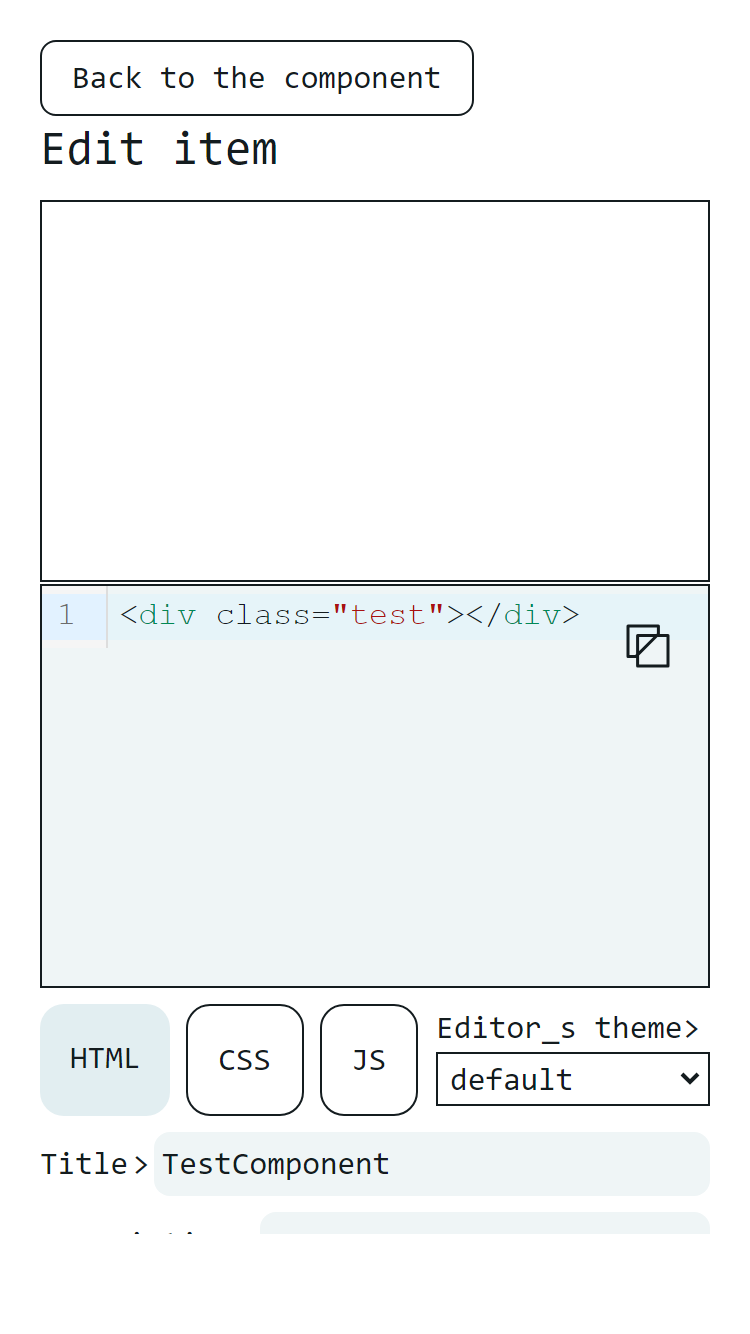 Back to the component
Edit item
1 <div class="test"></div>
HTML CSS JS Editor_s theme>
default
Title> TestComponent